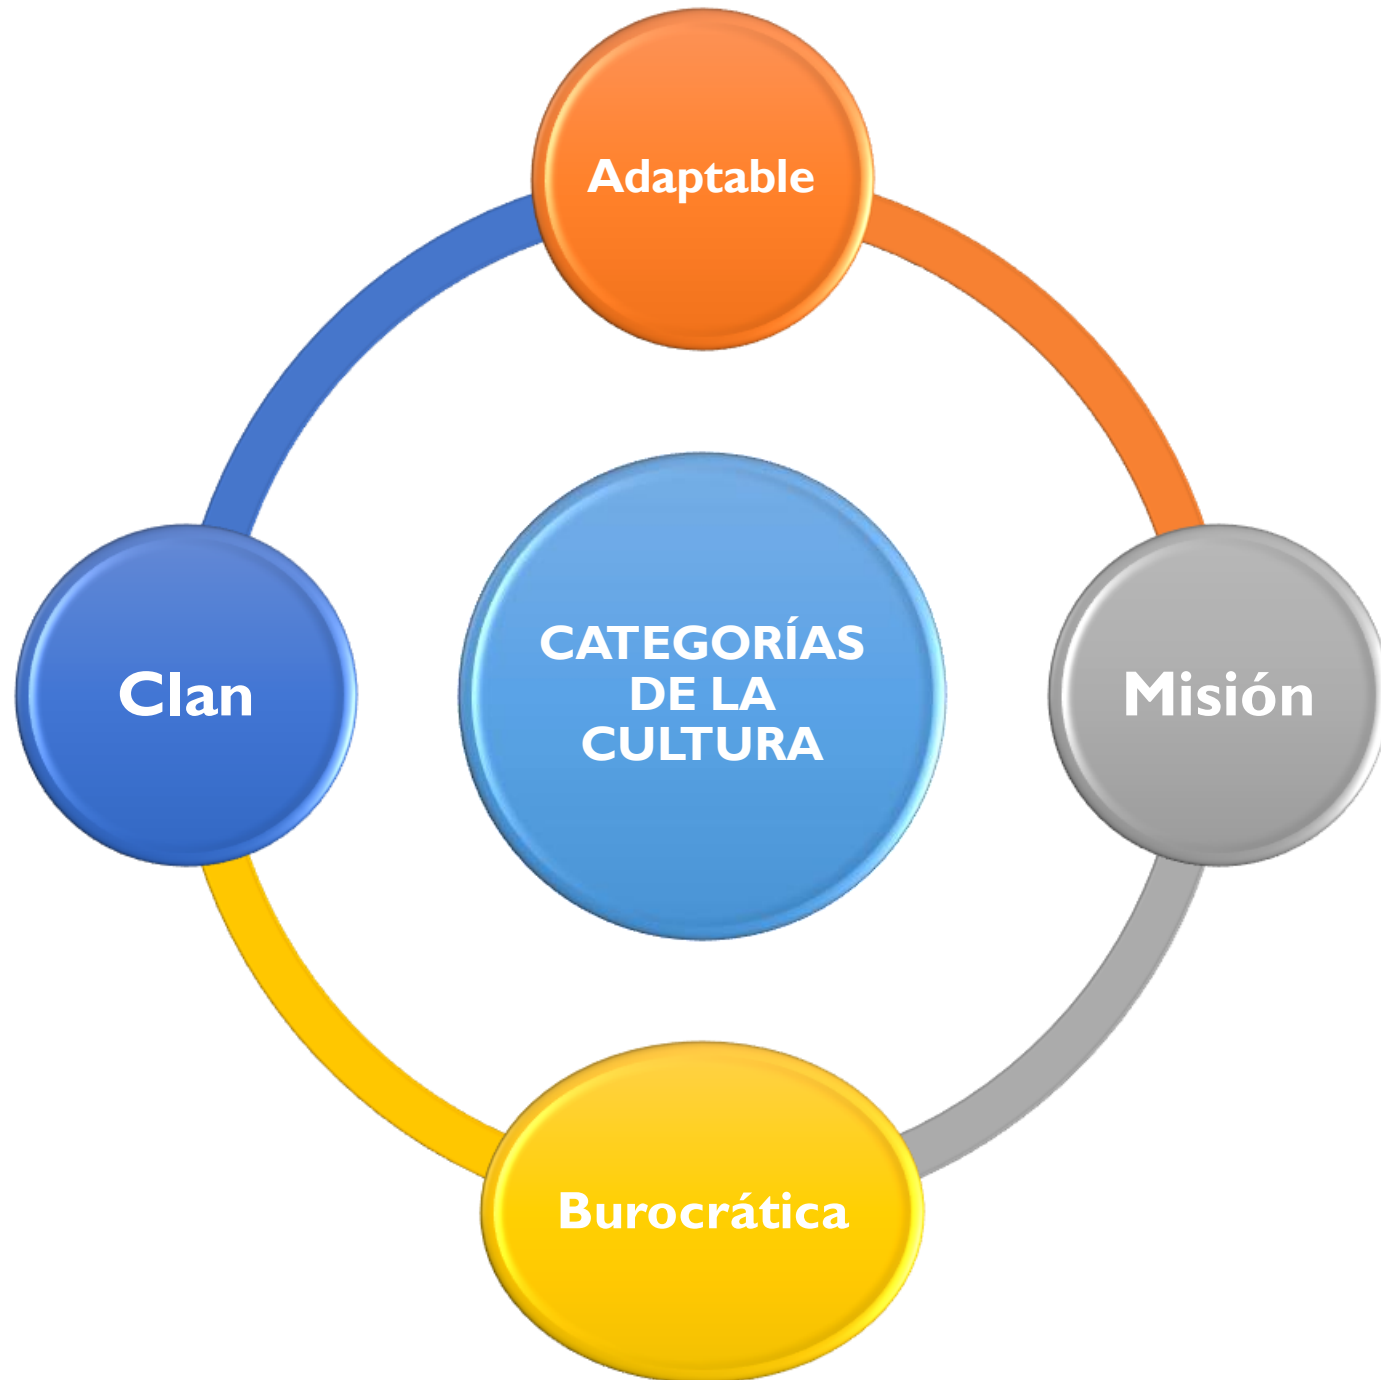 Adaptable
CATEGORÍAS
DE LA
CULTURA
Clan
Misión
Burocrática